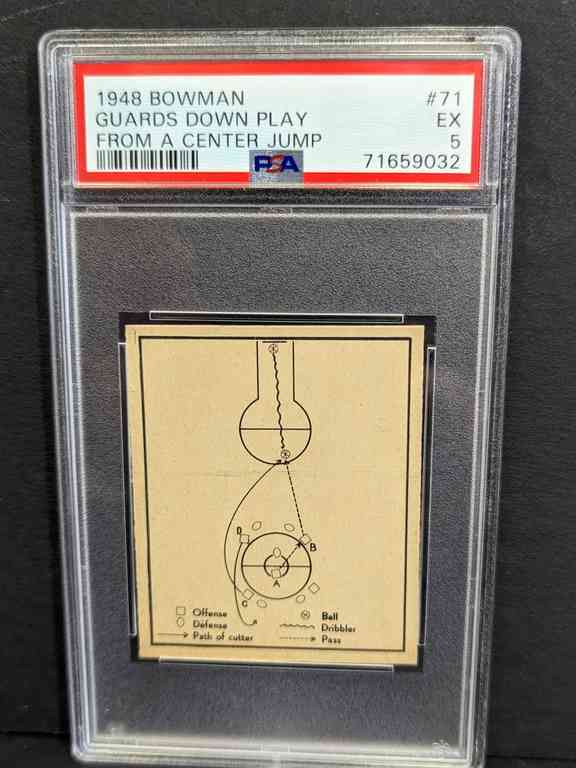 1948 BOWMAN #71
GUARDS DOWN PLAY EX
FROM A CENTER JUMP 5
PSA 71659032
D
B
A
C
Offense Ball
Defense Dribbler
Path of cutter Pass